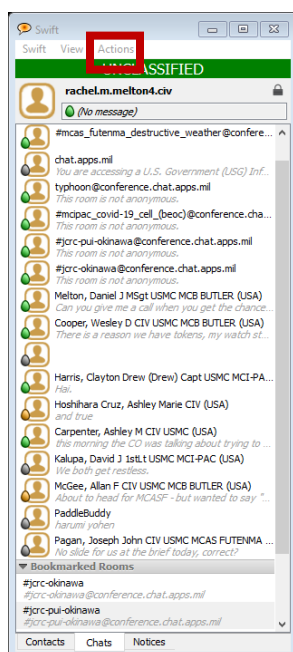 Swift
Swift View Actions
UNCLASSIFIED
rachel.m.melton4.civ
(No message)
#mcas_futenma_destructive_weather@confere...
chat.apps.mil
You are accessing a U.S. Government (USG) Inf...
typhoon@conference.chat.apps.mil
This room is not anonymous.
#mcipac_covid-19_cell_(beoc)@conference.cha...
This room is not anonymous.
#jcrc-pui-okinawa@conference.chat.apps.mil
This room is not anonymous.
#jcrc-okinawa@conference.chat.apps.mil
This room is not anonymous.
Melton, Daniel J MSgt USMC MCB BUTLER (USA)
Can you give me a call when you get the chance...
Cooper, Wesley D CIV USMC MCB BUTLER (USA)
There is a reason we have tokens, my watch st...
Harris, Clayton Drew (Drew) Capt USMC MCI-PA...
Hai.
Hoshihara Cruz, Ashley Marie CIV (USA)
and true
Carpenter, Ashley M CIV USMC (USA)
this morning the CO was talking about trying to ...
Kalupa, David J 1stLt USMC MCI-PAC (USA)
We both get restless.
McGee, Allan F CIV USMC MCB BUTLER (USA)
About to head for MCASF - but wanted to say "...
PaddleBuddy
harumi yohen
Pagan, Joseph John CIV USMC MCAS FUTENMA ...
No slide for us at the brief today, correct?
Bookmarked Rooms
#jcrc-okinawa
#jcrc-okinawa@conference.chat.apps.mil
#jcrc-pui-okinawa
#jcrc-pui-okinawa@conference.chat.apps.mil
Contacts Chats Notices